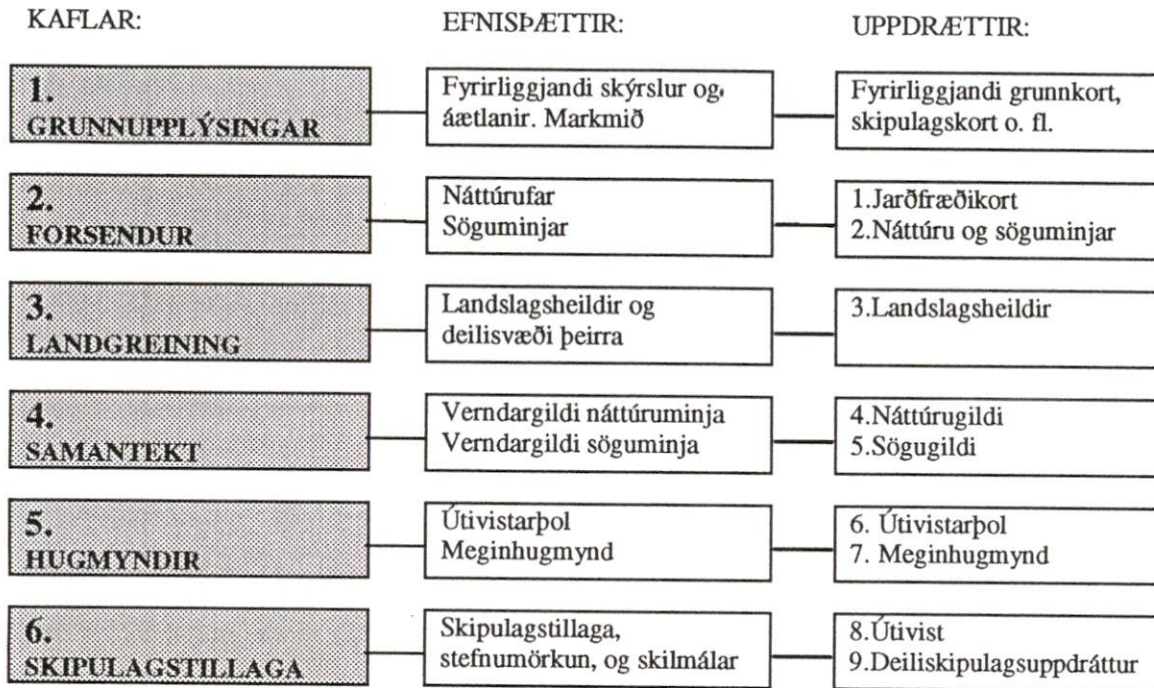 KAFLAR:
EFNISÞÆTTIR:
UPPDRÆTTIR:
1.
GRUNNUPPLÝSINGAR
Fyrirliggjandi skýrslur og
áætlanir. Markmið
Fyrirliggjandi grunnkort,
skipulagskort o. fl.
2.
FORSENDUR
Náttúrufar
Söguminjar
1.Jarðfræðikort
2.Náttúru og söguminjar
3.
LANDGREINING
Landslagsheildir og
deilisvæði þeirra
3.Landslagsheildir
4.
SAMANTEKT
Verndargildi náttúruminja
Verndargildi söguminja
4.Náttúrugildi
5.Sögugildi
5.
HUGMYNDIR
Útivistarþol
Meginhugmynd
6. Útivistarþol
7. Meginhugmynd
6.
SKIPULAGSTILLAGA
Skipulagstillaga,
stefnumörkun, og skilmálar
8.Útivist
9.Deiliskipulagsuppdráttur